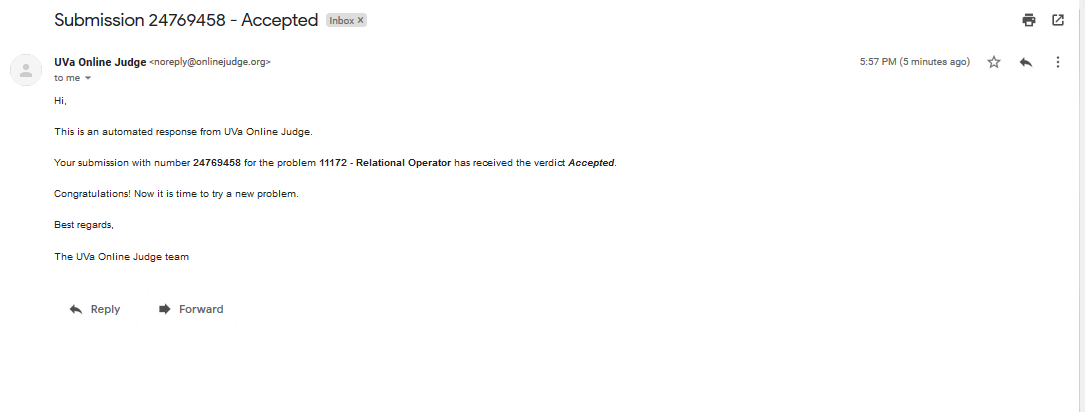 Submission 24769458 - Accepted Inbox ×
UVa Online Judge <noreply@onlinejudge.org> 5:57 PM (5 minutes ago)
to me
Hi,
This is an automated response from UVa Online Judge.
Your submission with number 24769458 for the problem 11172 - Relational Operator has received the verdict Accepted.
Congratulations! Now it is time to try a new problem.
Best regards,
The UVa Online Judge team
Reply Forward